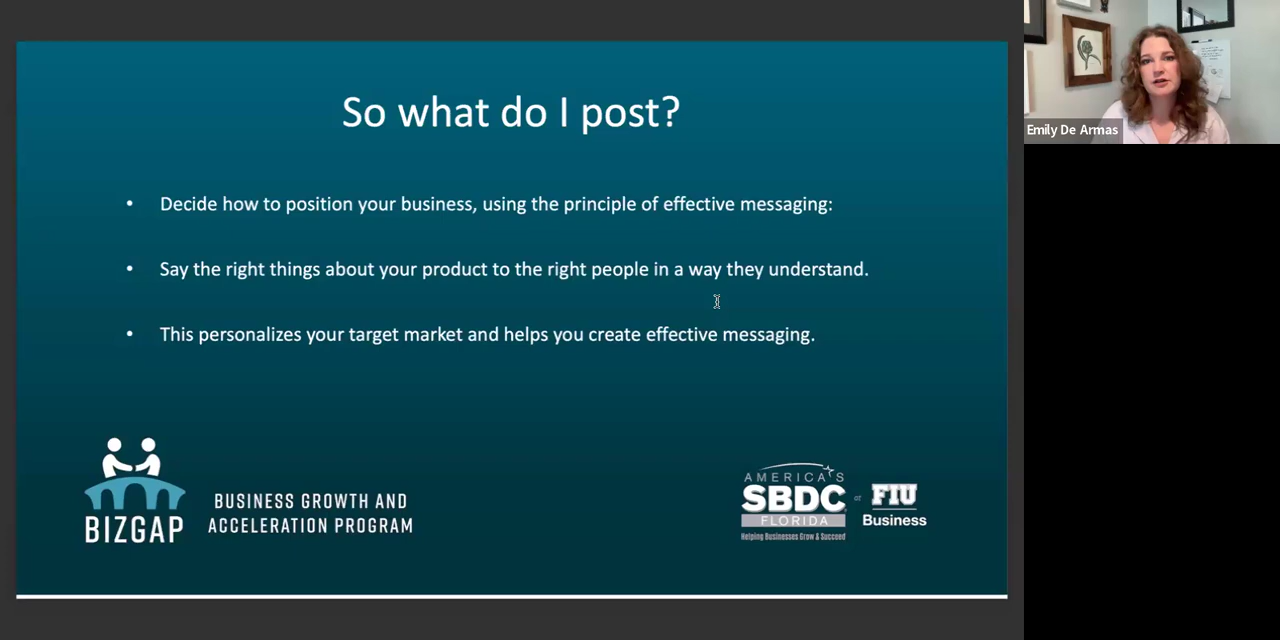 So what do I post?
• Decide how to position your business, using the principle of effective messaging:
• Say the right things about your product to the right people in a way they understand.
• This personalizes your target market and helps you create effective messaging.
BIZGAP
BUSINESS GROWTH AND
ACCELERATION PROGRAM
AMERICA'S
SBDC
FLORIDA
Helping Businesses Grow & Succeed
at
FIU
Business
Emily De Armas